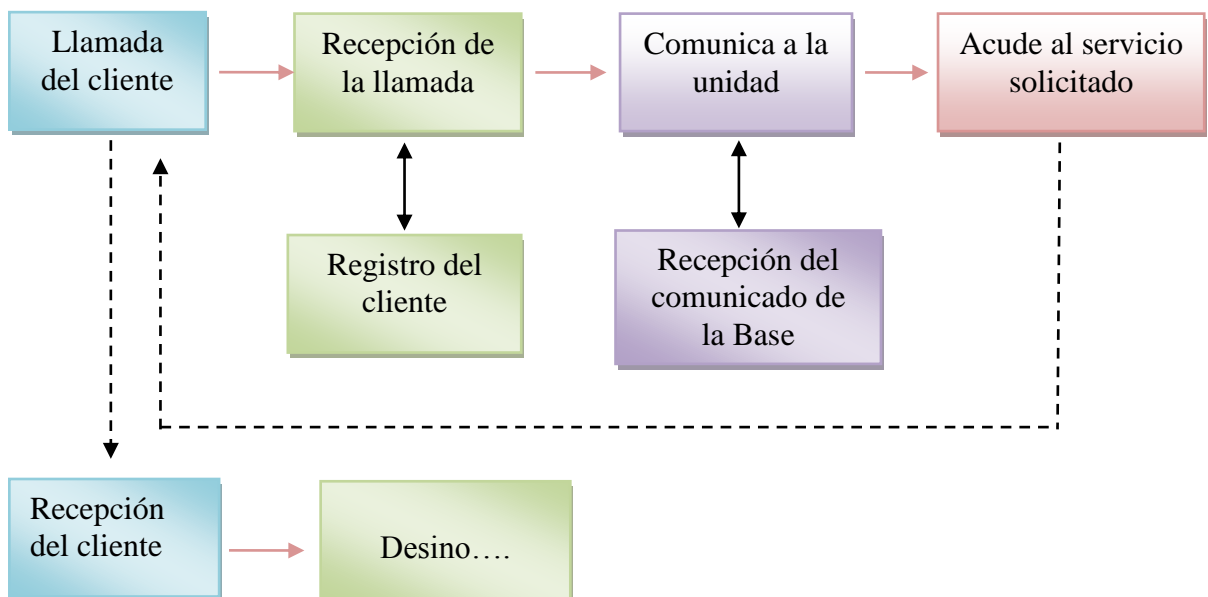 Llamada
del cliente
Recepción de
la llamada
Comunica a la
unidad
Acude al servicio
solicitado
Registro del
cliente
Recepción del
comunicado de
la Base
Recepción
del cliente
Desino….